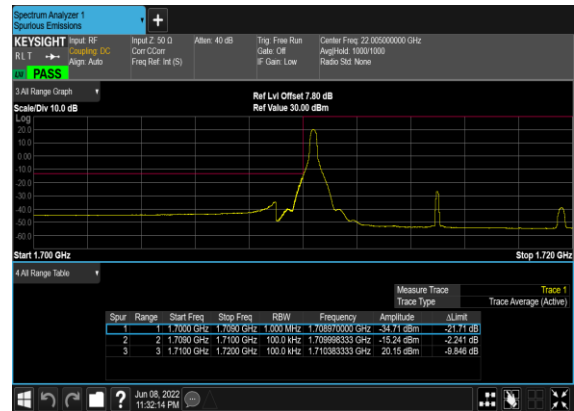 Spectrum Analyzer 1
Spurious Emissions
KEYSIGHT Input: RF Input Z: 50 Ω Atten: 40 dB Trig: Free Run Center Freq: 22.005000000 GHz
RLT Coupling: DC Corr CCorr Gate: Off Avg|Hold: 1000/1000
Align: Auto Freq Ref: Int (S) IF Gain: Low Radio Std: None
PASS
3 All Range Graph
Ref Lvl Offset 7.80 dB
Scale/Div 10.0 dB Ref Value 30.00 dBm
Log
20.0
10.0
0.00
-10.0
-20.0
-30.0
-40.0
-50.0
-60.0
Start 1.700 GHz Stop 1.720 GHz
4 All Range Table
Measure Trace Trace 1
Trace Type Trace Average (Active)
Spur Range Start Freq Stop Freq RBW Frequency Amplitude ΔLimit
1 1 1.7000 GHz 1.7090 GHz 1.000 MHz 1.708970000 GHz -34.71 dBm -21.71 dB
2 2 1.7090 GHz 1.7100 GHz 100.0 kHz 1.709998333 GHz -15.24 dBm -2.241 dB
3 3 1.7100 GHz 1.7200 GHz 100.0 kHz 1.710383333 GHz 20.15 dBm -9.846 dB
Jun 08, 2022
11:32:14 PM